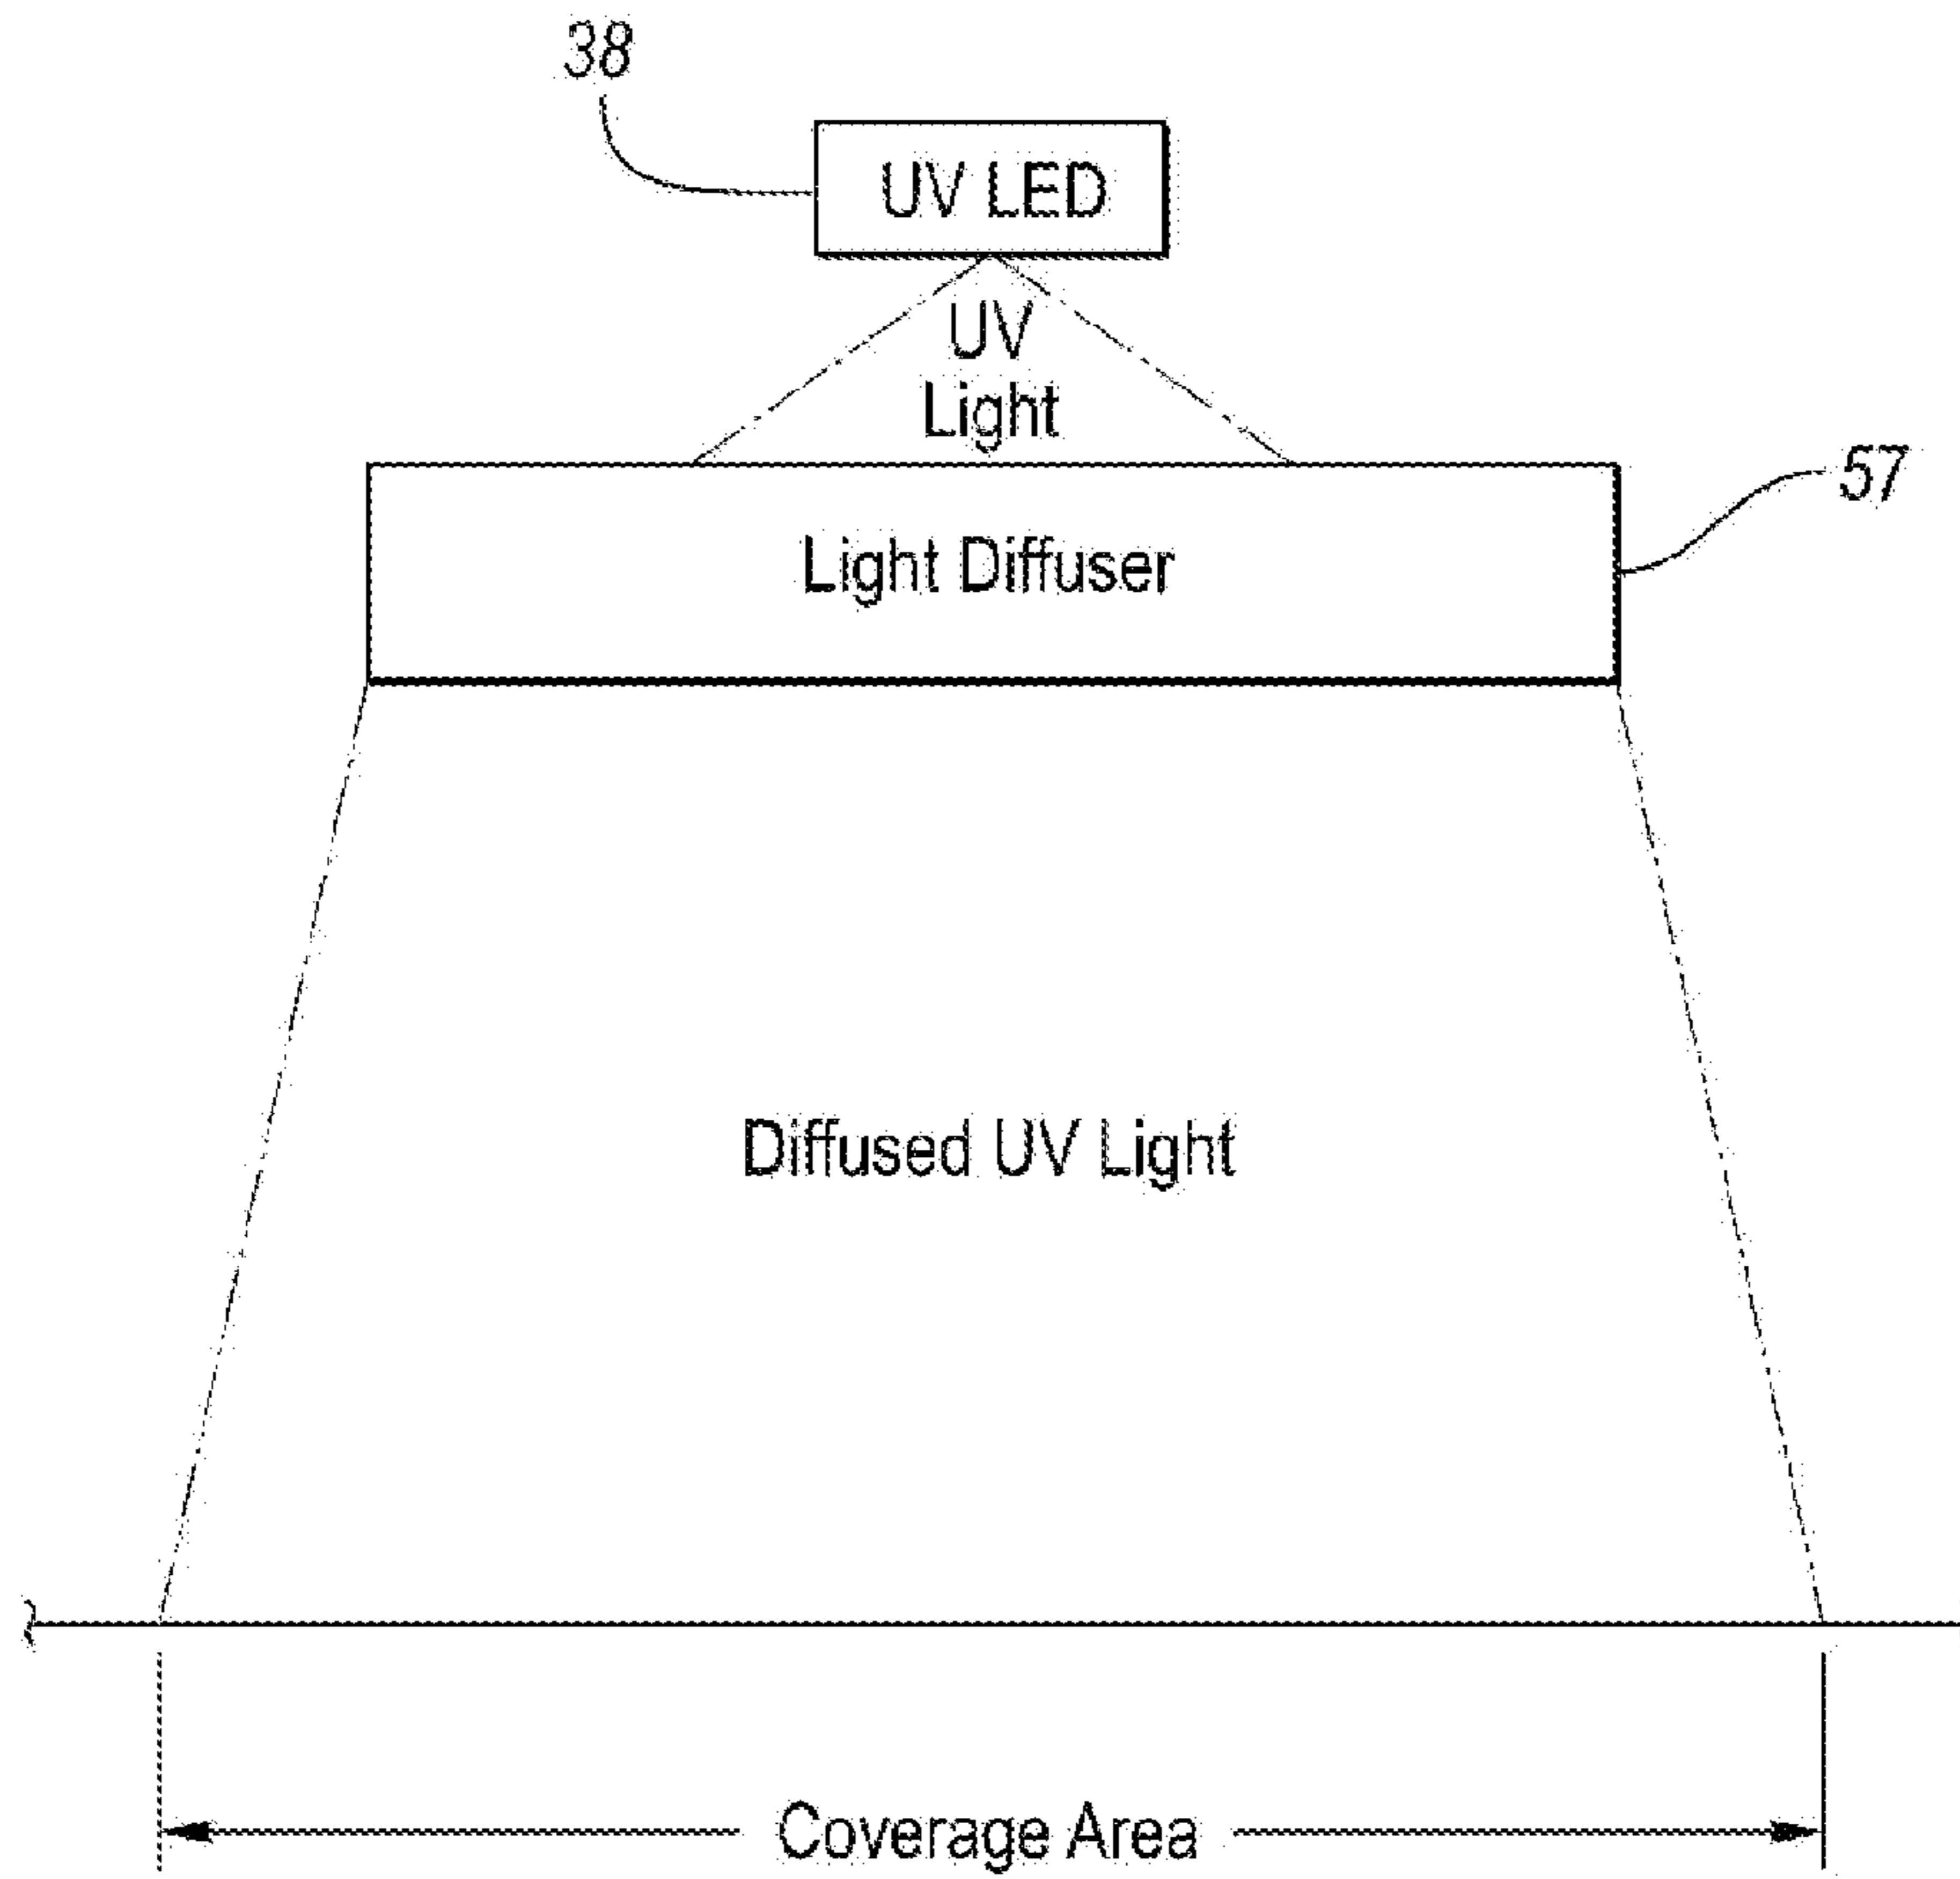 38
UV LED
UV
Light
57
Light Diffuser
Diffused UV Light
Coverage Area